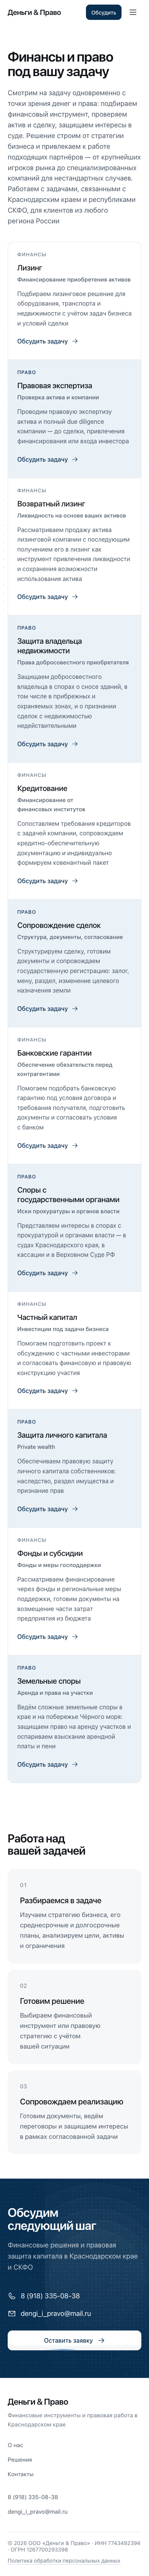 Деньги & Право
Обсудить
Финансы и право
под вашу задачу
Смотрим на задачу одновременно с
точки зрения денег и права: подбираем
финансовый инструмент, проверяем
актив и сделку, защищаем интересы в
суде. Решение строим от стратегии
бизнеса и привлекаем к работе
подходящих партнёров — от крупнейших
игроков рынка до специализированных
компаний для нестандартных случаев.
Работаем с задачами, связанными с
Краснодарским краем и республиками
СКФО, для клиентов из любого
региона России
ФИНАНСЫ
Лизинг
Финансирование приобретения активов
Подбираем лизинговое решение для
оборудования, транспорта и
недвижимости с учётом задач бизнеса
и условий сделки
Обсудить задачу →
ПРАВО
Правовая экспертиза
Проверка актива и компании
Проводим правовую экспертизу
актива и полный due diligence
компании — до сделки, привлечения
финансирования или входа инвестора
Обсудить задачу →
ФИНАНСЫ
Возвратный лизинг
Ликвидность на основе ваших активов
Рассматриваем продажу актива
лизинговой компании с последующим
получением его в лизинг как
инструмент привлечения ликвидности
и сохранения возможности
использования актива
Обсудить задачу →
ПРАВО
Защита владельца
недвижимости
Права добросовестного приобретателя
Защищаем добросовестного
владельца в спорах о сносе зданий, в
том числе в прибрежных и
охраняемых зонах, и о признании
сделок с недвижимостью
недействительными
Обсудить задачу →
ФИНАНСЫ
Кредитование
Финансирование от
финансовых институтов
Сопоставляем требования кредиторов
с задачей компании, сопровождаем
кредитно-обеспечительную
документацию и индивидуально
формируем ковенантный пакет
Обсудить задачу →
ПРАВО
Сопровождение сделок
Структура, документы, согласование
Структурируем сделку, готовим
документы и сопровождаем
государственную регистрацию: залог,
мену, раздел, изменение целевого
назначения земли
Обсудить задачу →
ФИНАНСЫ
Банковские гарантии
Обеспечение обязательств перед
контрагентами
Помогаем подобрать банковскую
гарантию под условия договора и
требования получателя, подготовить
документы и согласовать условия
с банком
Обсудить задачу →
ПРАВО
Споры с
государственными органами
Иски прокуратуры и органов власти
Представляем интересы в спорах с
прокуратурой и органами власти — в
судах Краснодарского края, в
кассации и в Верховном Суде РФ
Обсудить задачу →
ФИНАНСЫ
Частный капитал
Инвестиции под задачи бизнеса
Помогаем подготовить проект к
обсуждению с частными инвесторами
и согласовать финансовую и правовую
конструкцию участия
Обсудить задачу →
ПРАВО
Защита личного капитала
Private wealth
Обеспечиваем правовую защиту
личного капитала собственников:
наследство, раздел имущества и
признание прав
Обсудить задачу →
ФИНАНСЫ
Фонды и субсидии
Фонды и меры господдержки
Рассматриваем финансирование
через фонды и региональные меры
поддержки, готовим документы на
возмещение части затрат
предприятия из бюджета
Обсудить задачу →
ПРАВО
Земельные споры
Аренда и права на участки
Ведём сложные земельные споры в
крае и на побережье Чёрного моря:
защищаем право на аренду участков и
оспариваем взыскание арендной
платы и пени
Обсудить задачу →
Работа над
вашей задачей
01
Разбираемся в задаче
Изучаем стратегию бизнеса, его
среднесрочные и долгосрочные
планы, анализируем цели, активы
и ограничения
02
Готовим решение
Выбираем финансовый
инструмент или правовую
стратегию с учётом
вашей ситуации
03
Сопровождаем реализацию
Готовим документы, ведём
переговоры и защищаем интересы
в рамках согласованной задачи
Обсудим
следующий шаг
Финансовые решения и правовая
защита капитала в Краснодарском крае
и СКФО
8 (918) 335-08-38
dengi_i_pravo@mail.ru
Оставить заявку →
Деньги & Право
Финансовые инструменты и правовая работа в
Краснодарском крае
О нас
Решения
Контакты
8 (918) 335-08-38
dengi_i_pravo@mail.ru
© 2026 ООО «Деньги & Право» · ИНН 7743492394
· ОГРН 1267700293398
Политика обработки персональных данных